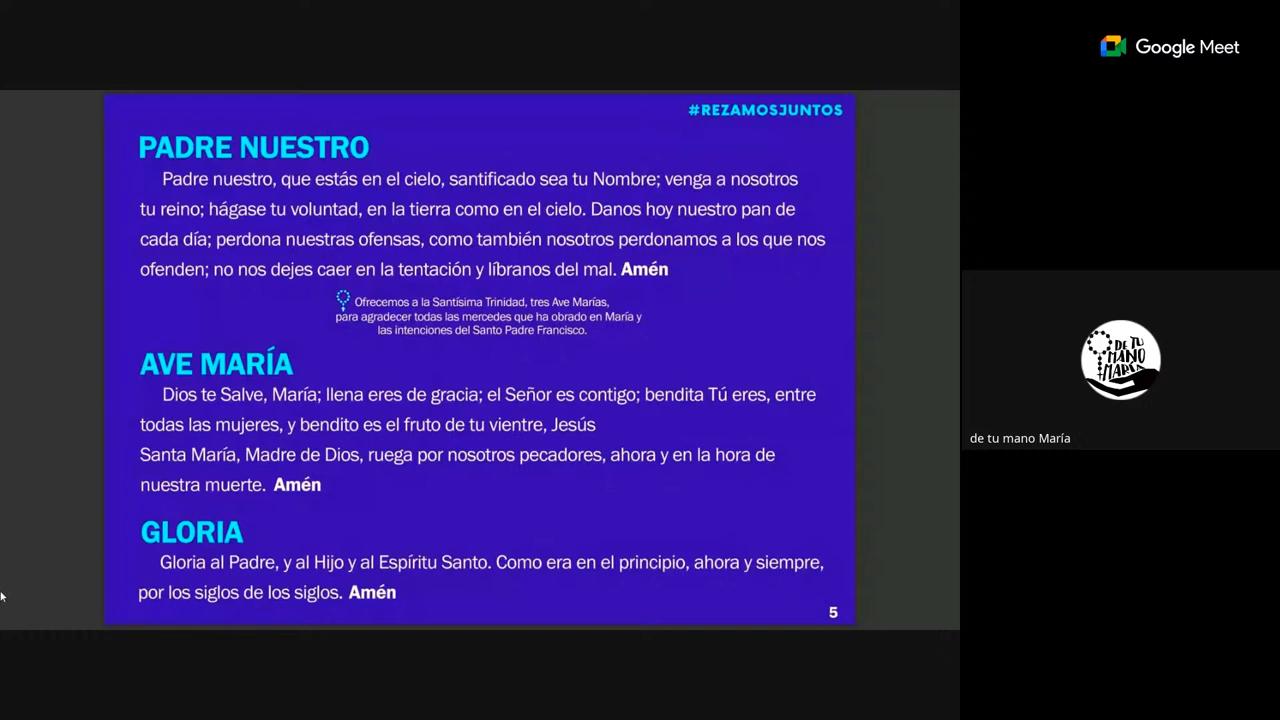 Google Meet
#REZAMOSJUNTOS
PADRE NUESTRO
Padre nuestro, que estás en el cielo, santificado sea tu Nombre; venga a nosotros
tu reino; hágase tu voluntad, en la tierra como en el cielo. Danos hoy nuestro pan de
cada día; perdona nuestras ofensas, como también nosotros perdonamos a los que nos
ofenden; no nos dejes caer en la tentación y líbranos del mal. Amén
Ofrecemos a la Santísima Trinidad, tres Ave Marías,
para agradecer todas las mercedes que ha obrado en María y
las intenciones del Santo Padre Francisco.
AVE MARÍA
Dios te Salve, María; llena eres de gracia; el Señor es contigo; bendita Tú eres, entre
todas las mujeres, y bendito es el fruto de tu vientre, Jesús
Santa María, Madre de Dios, ruega por nosotros pecadores, ahora y en la hora de
nuestra muerte. Amén
GLORIA
Gloria al Padre, y al Hijo y al Espíritu Santo. Como era en el principio, ahora y siempre,
por los siglos de los siglos. Amén
5
DE TU
MANO
MARÍA
de tu mano María